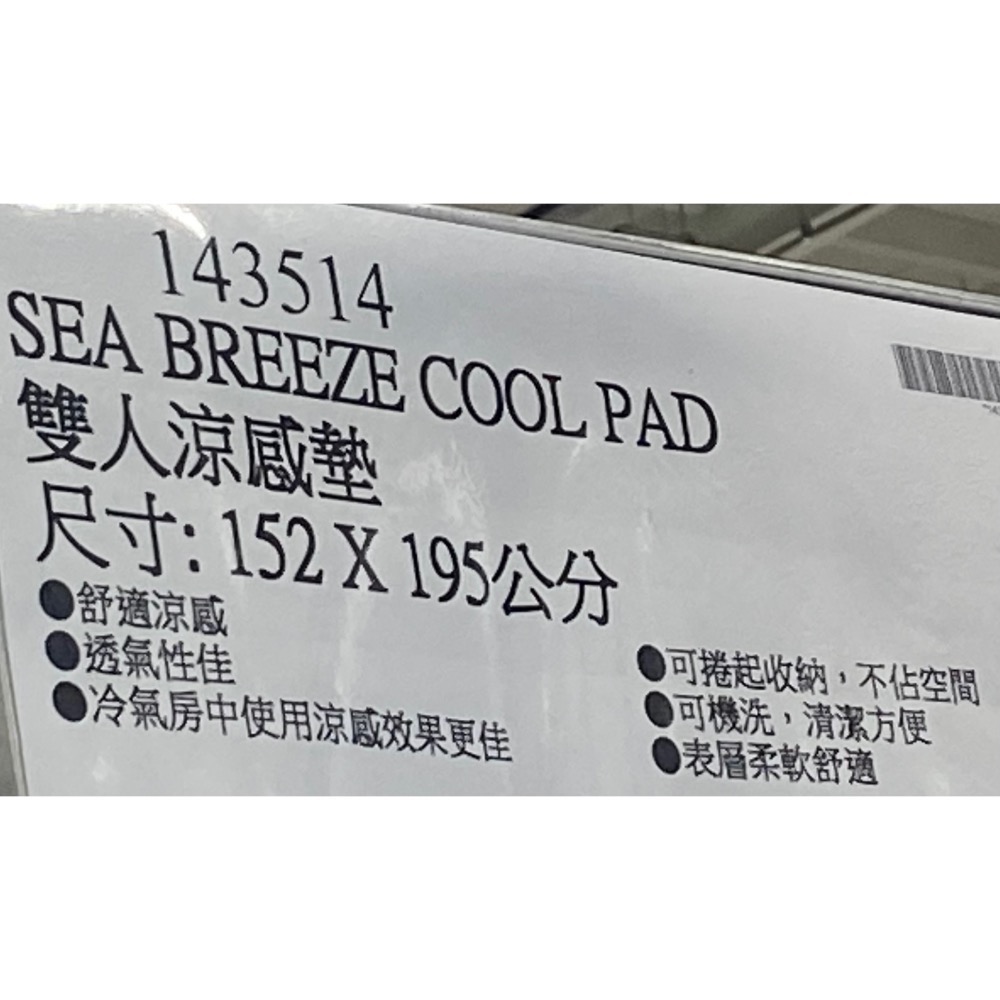 143514
SEA BREEZE COOL PAD
雙人涼感墊
尺寸: 152 X 195公分
●舒適涼感
●透氣性佳
●冷氣房中使用涼感效果更佳
●可捲起收納，不佔空間
●可機洗，清潔方便
●表層柔軟舒適